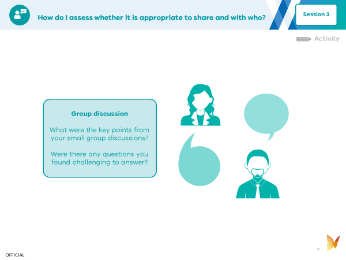 How do I assess whether it is appropriate to share and with who?
Session 3
Activity
Group discussion
What were the key points from
your small group discussions?
Were there any questions you
found challenging to answer?
OFFICIAL